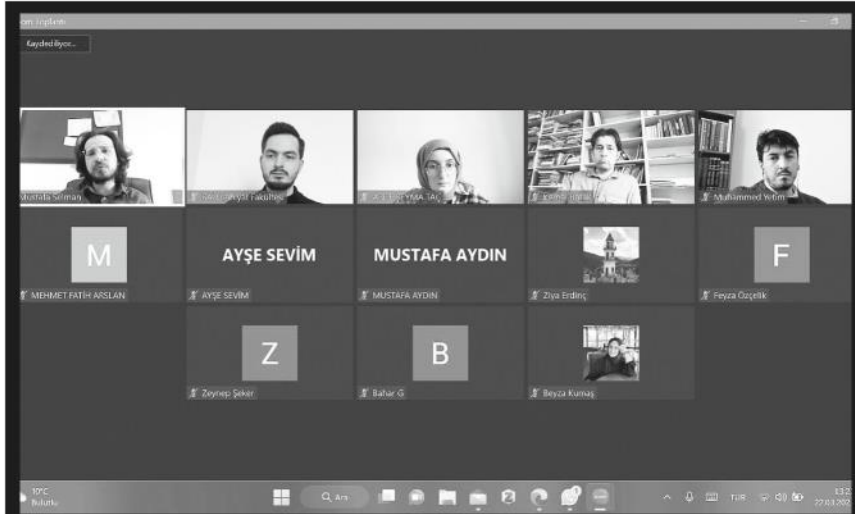 Kaydediliyor...
Mustafa Selman
Muhammed Yetim
M
AYŞE SEVİM
MUSTAFA AYDIN
F
MEHMET FATİH ARSLAN
AYŞE SEVİM
MUSTAFA AYDIN
Ziya Erdinç
Feyza Özçelik
Z
B
Zeynep Şeker
Bahar G
Beyza Kumaş
10°C
Bulutlu
Ara
TUR